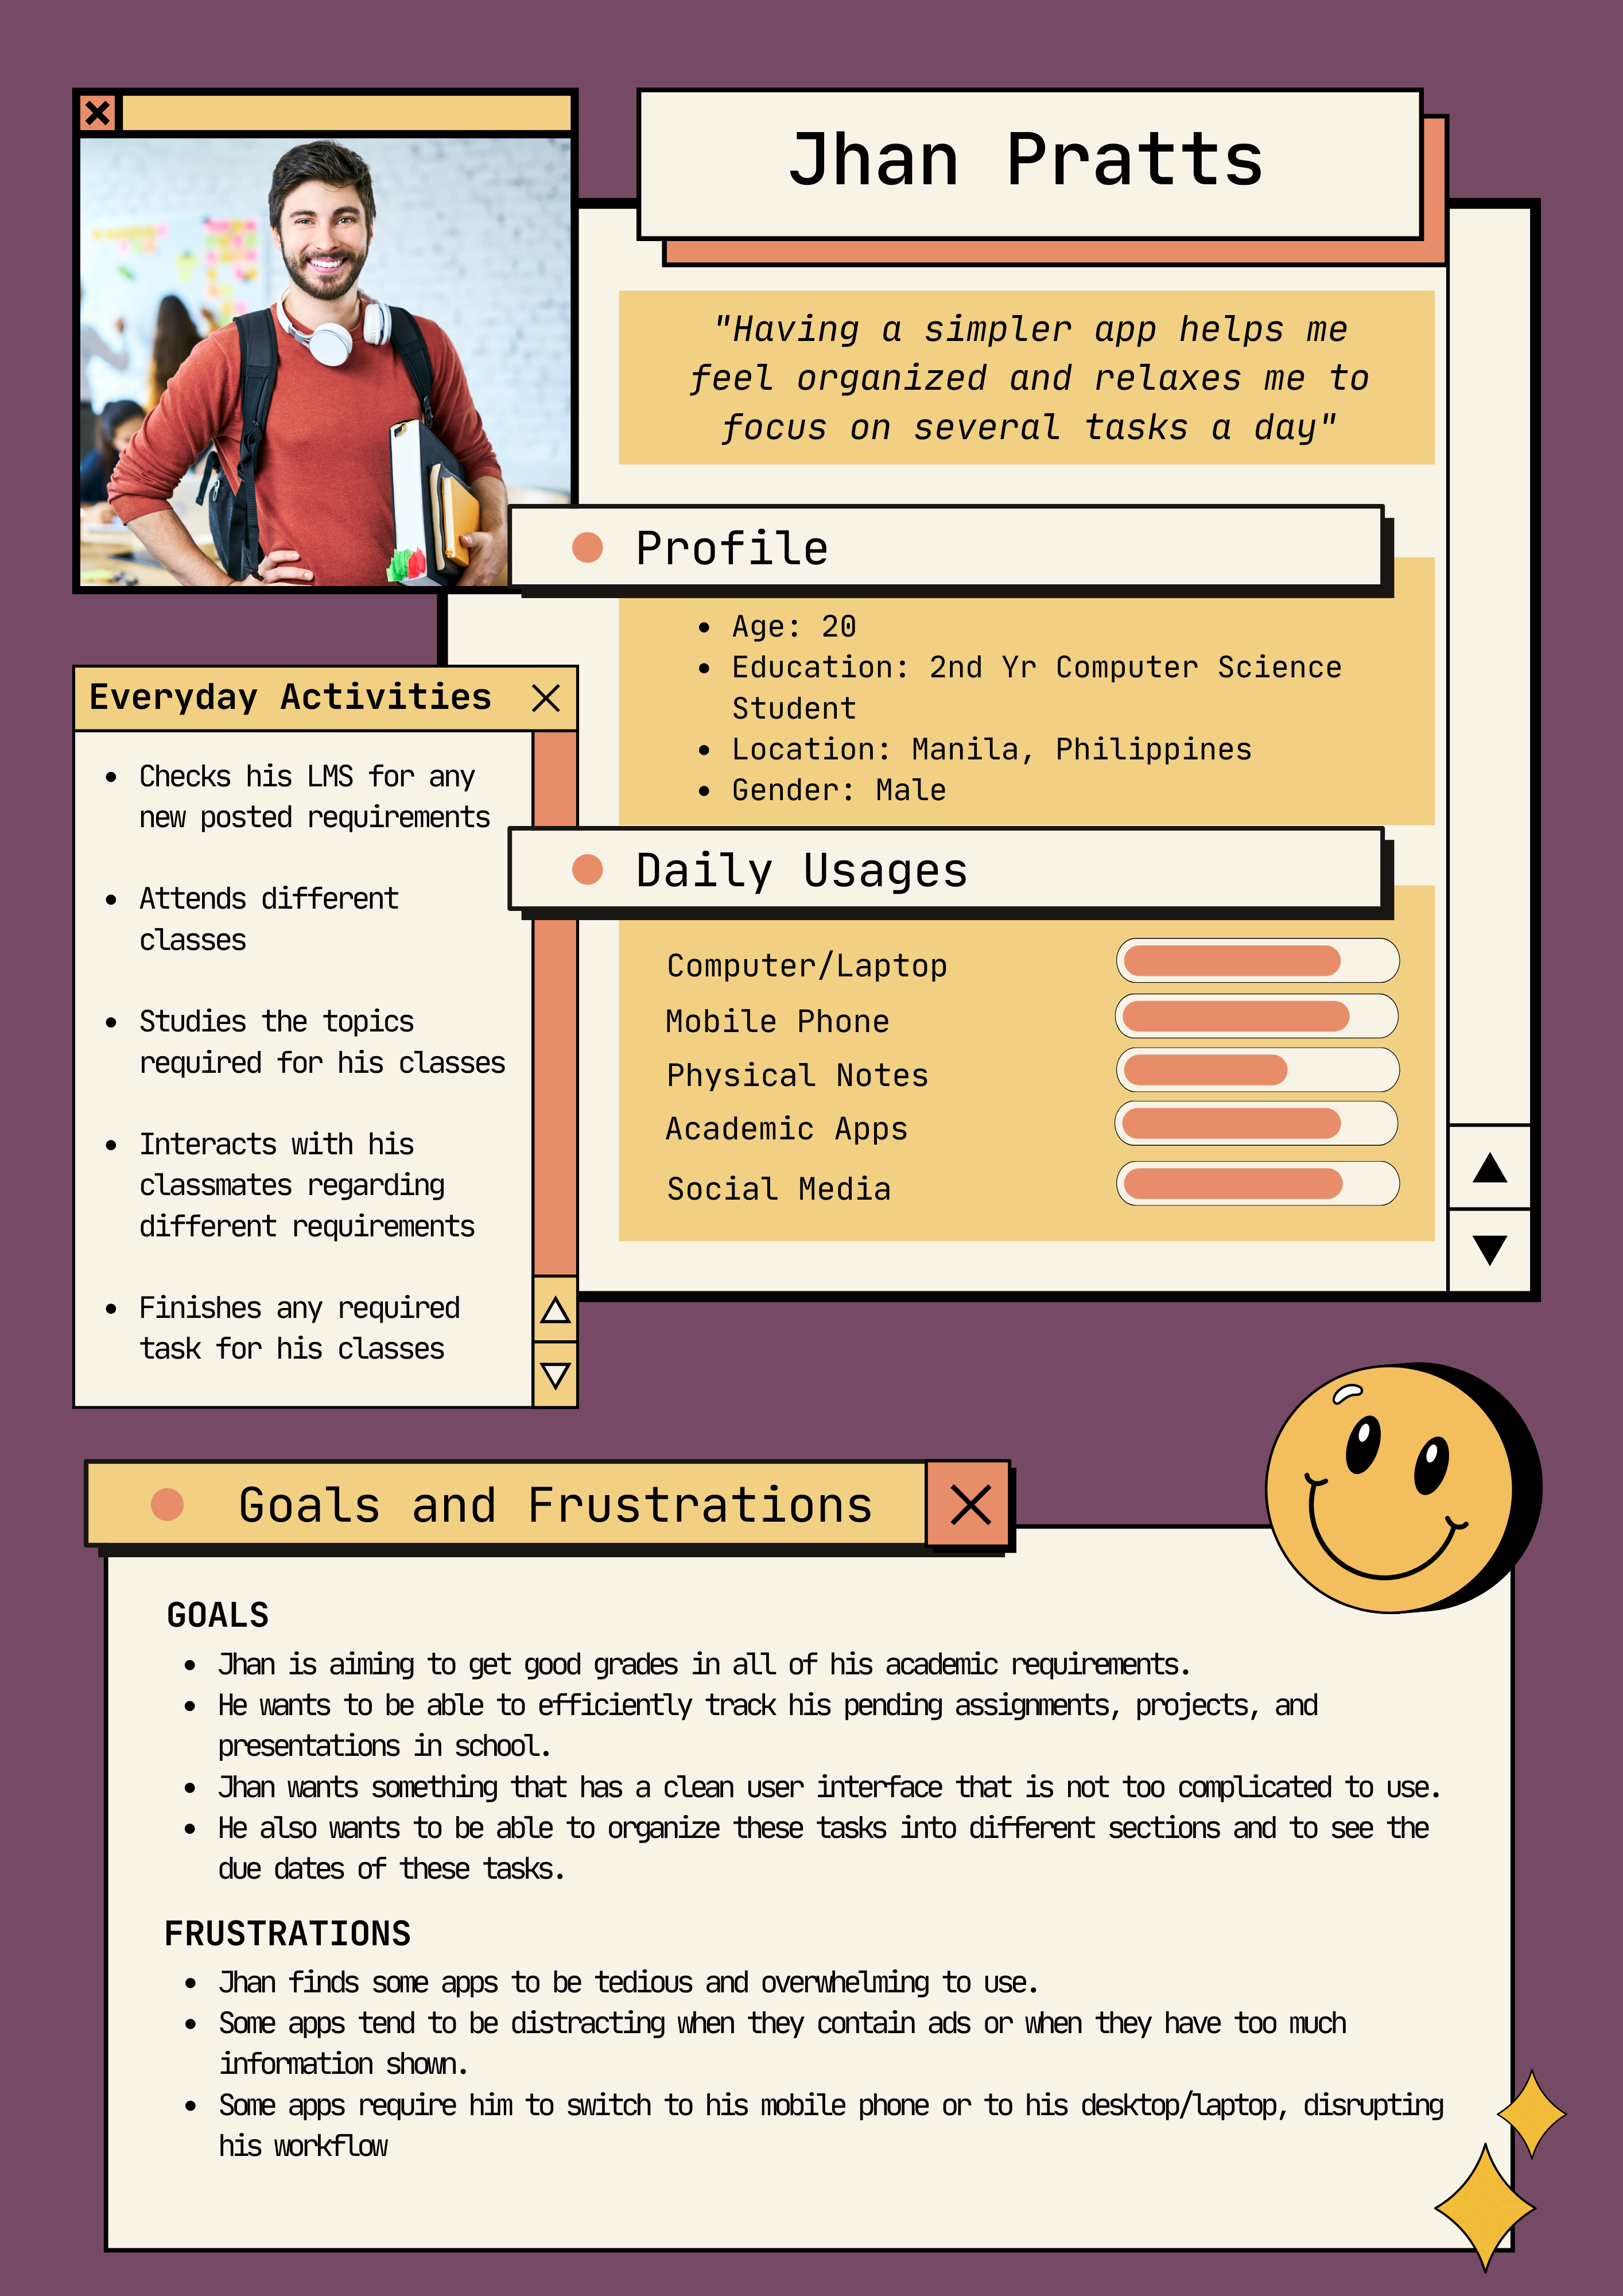 Jhan Pratts
"Having a simpler app helps me
feel organized and relaxes me to
focus on several tasks a day"
Profile
• Age: 20
• Education: 2nd Yr Computer Science
Student
• Location: Manila, Philippines
• Gender: Male
Everyday Activities
• Checks his LMS for any
new posted requirements
• Attends different
classes
• Studies the topics
required for his classes
• Interacts with his
classmates regarding
different requirements
• Finishes any required
task for his classes
Daily Usages
Computer/Laptop
Mobile Phone
Physical Notes
Academic Apps
Social Media
Goals and Frustrations
GOALS
• Jhan is aiming to get good grades in all of his academic requirements.
• He wants to be able to efficiently track his pending assignments, projects, and
presentations in school.
• Jhan wants something that has a clean user interface that is not too complicated to use.
• He also wants to be able to organize these tasks into different sections and to see the
due dates of these tasks.
FRUSTRATIONS
• Jhan finds some apps to be tedious and overwhelming to use.
• Some apps tend to be distracting when they contain ads or when they have too much
information shown.
• Some apps require him to switch to his mobile phone or to his desktop/laptop, disrupting
his workflow